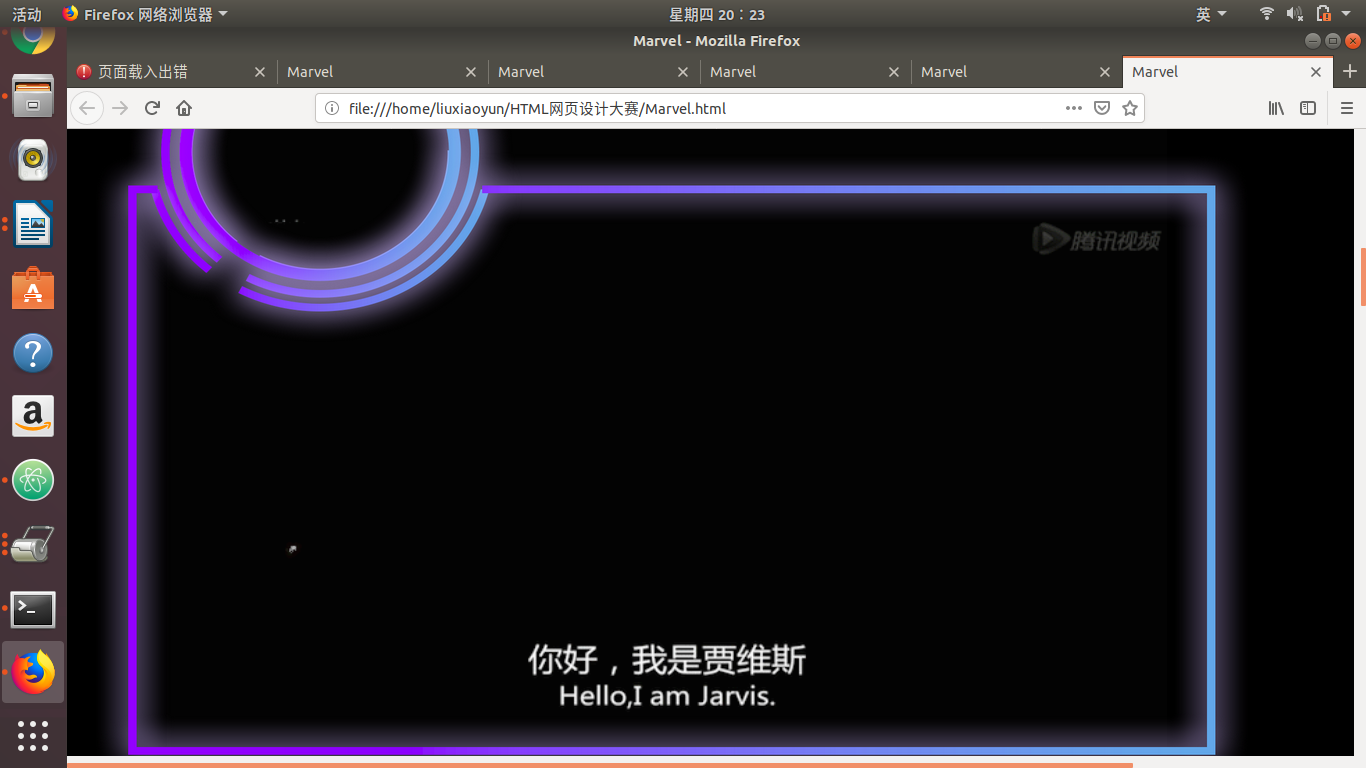 活动
Firefox 网络浏览器
星期四 20：23
英
Marvel - Mozilla Firefox
页面载入出错
Marvel
Marvel
Marvel
Marvel
Marvel
file:///home/liuxiaoyun/HTML网页设计大赛/Marvel.html
腾讯视频
你好，我是贾维斯
Hello,I am Jarvis.